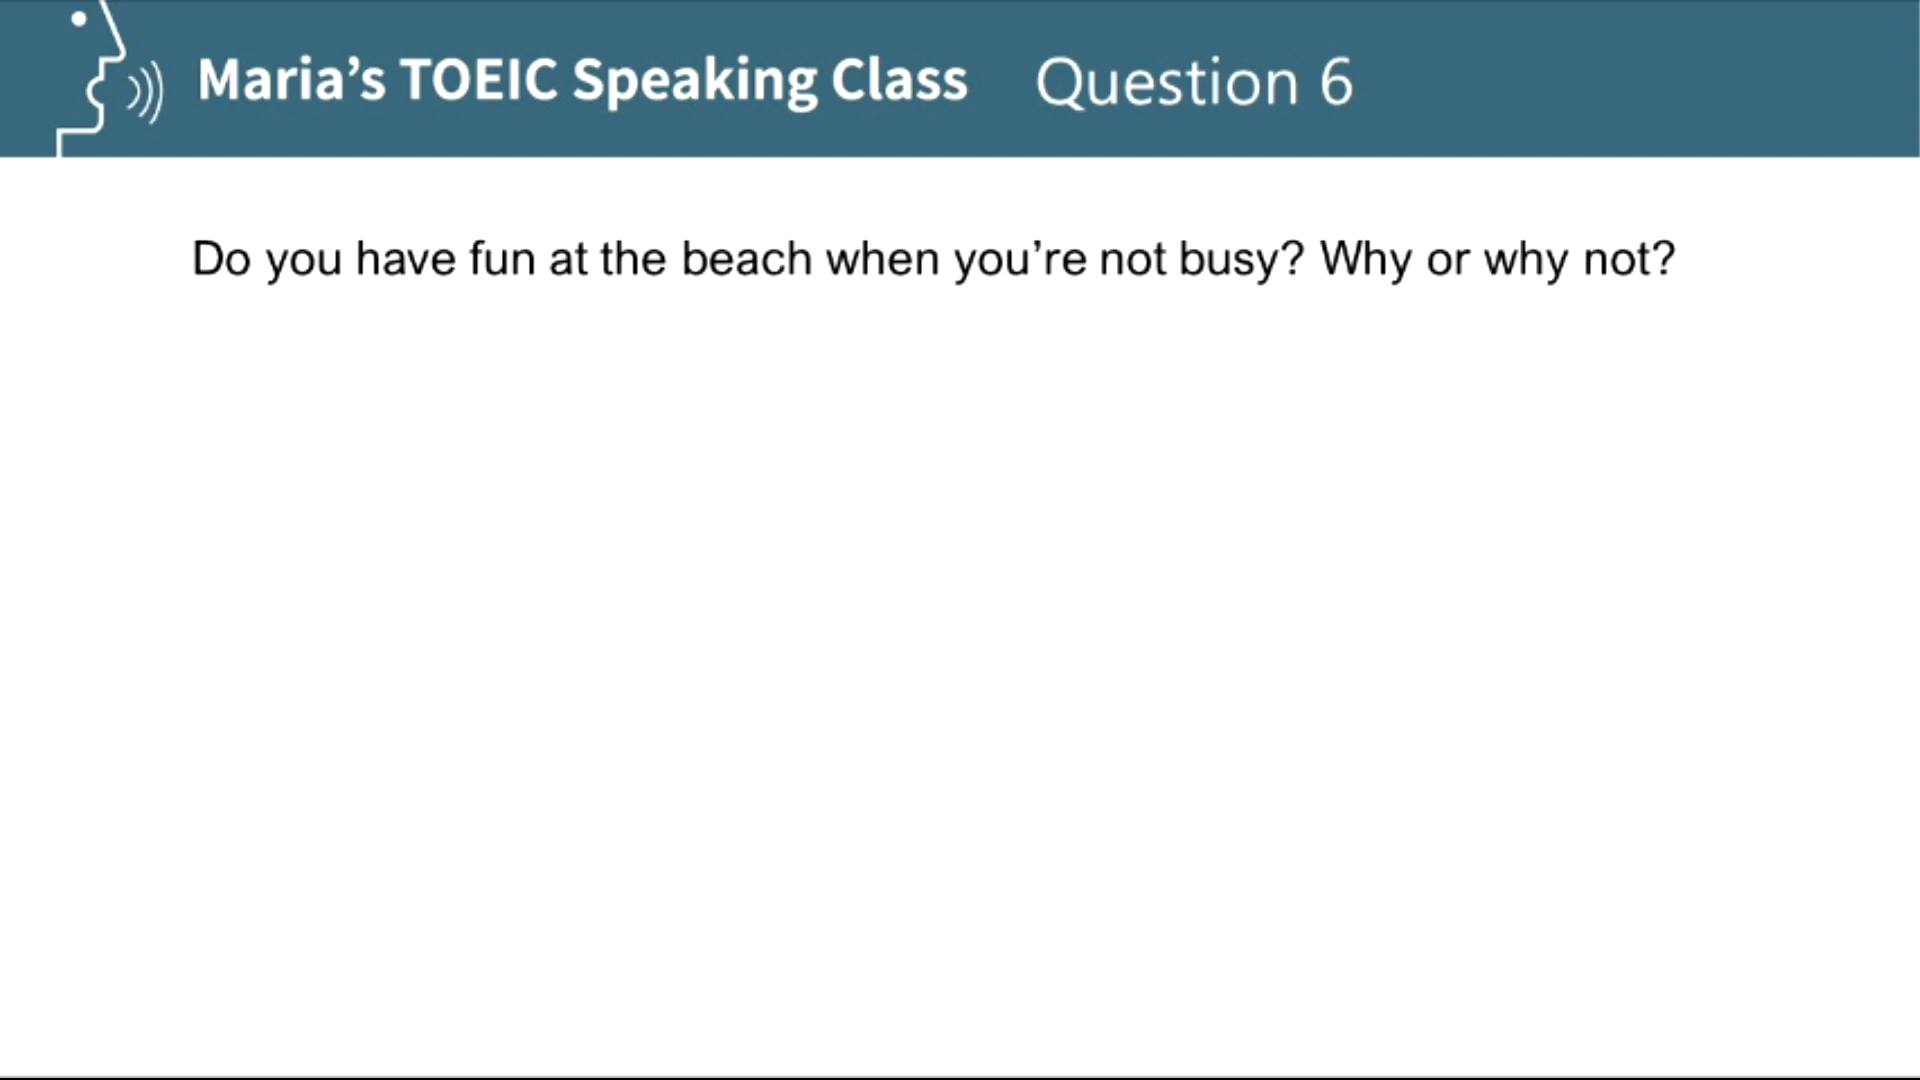 Maria’s TOEIC Speaking Class Question 6
Do you have fun at the beach when you’re not busy? Why or why not?